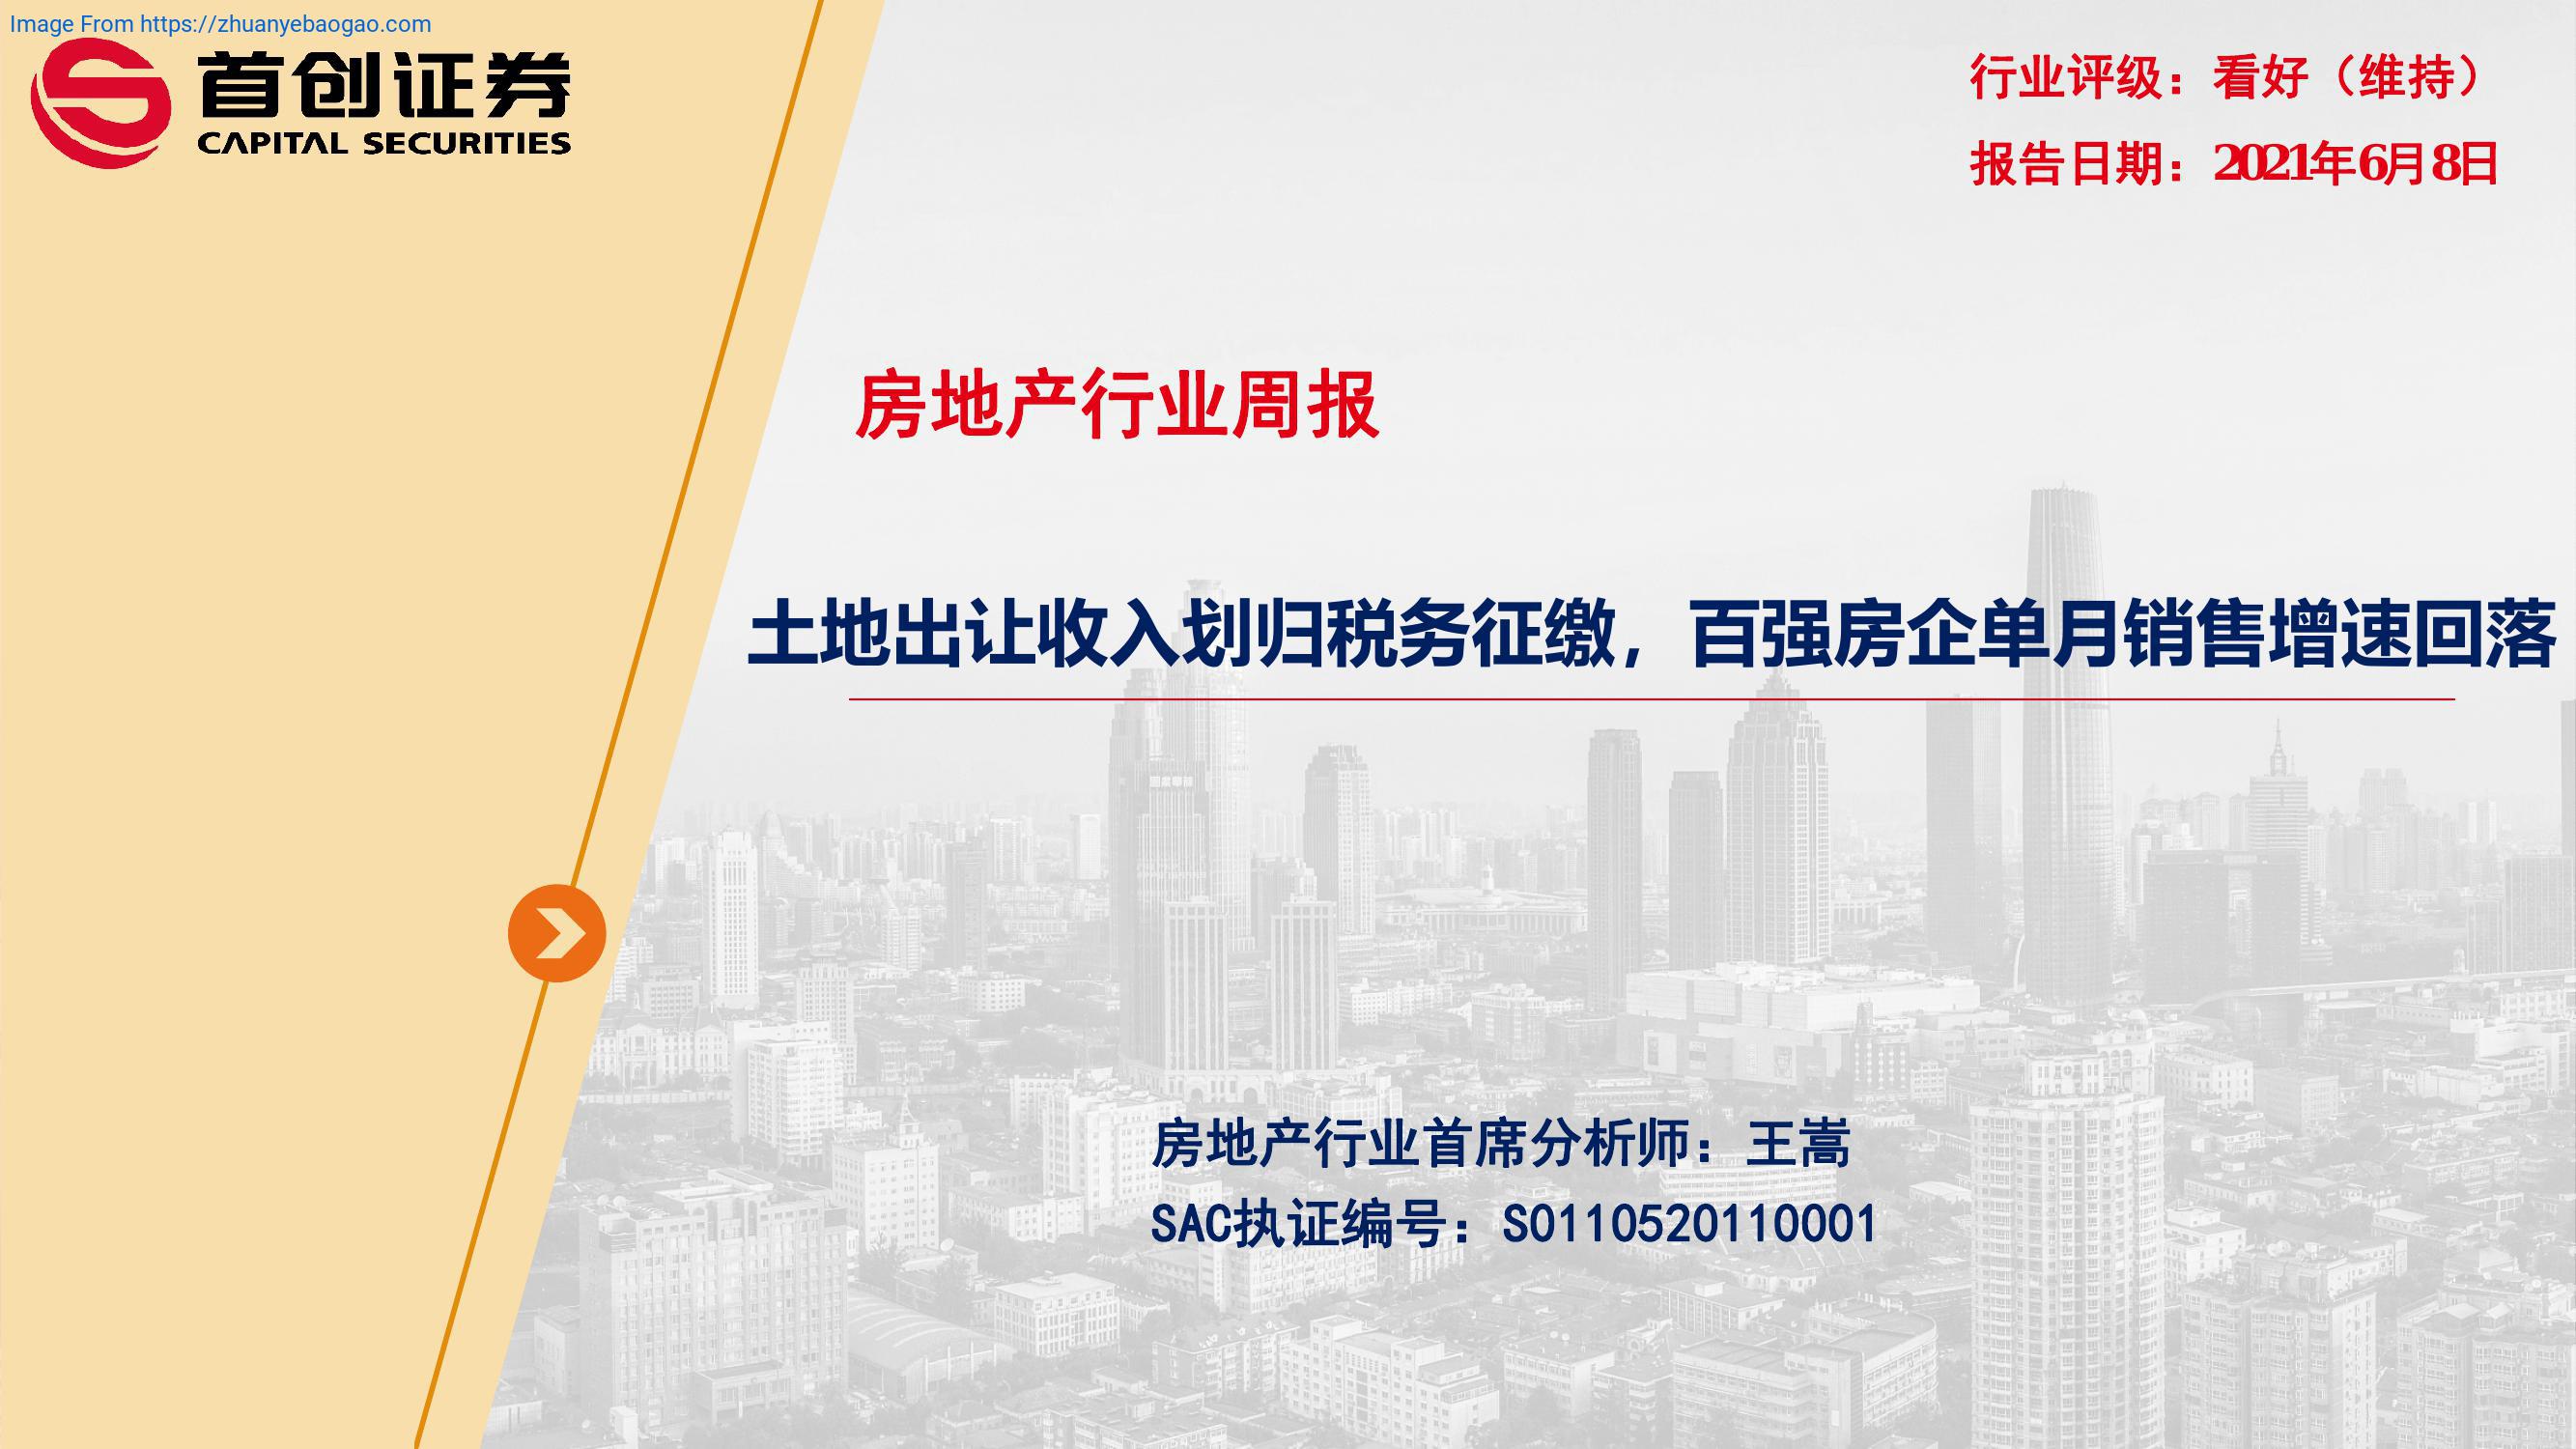 Image From https://zhuanyebaogao.com
首创证券
CAPITAL SECURITIES
行业评级：看好（维持）
报告日期：2021年6月8日
房地产行业周报
土地出让收入划归税务征缴，百强房企单月销售增速回落
房地产行业首席分析师：王嵩
SAC执证编号：S0110520110001